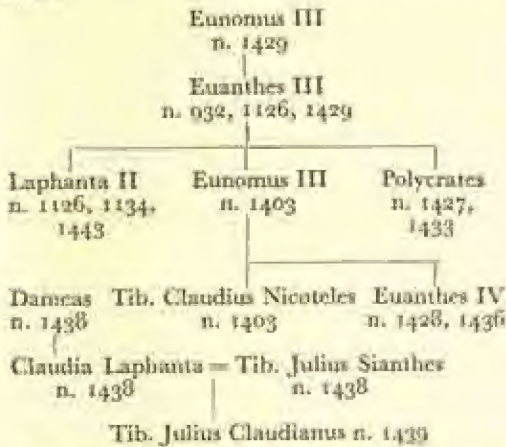 Eunomus III
n. 1429
Euanthes III
n. 932, 1126, 1429
Laphanta II Eunomus III Polycrates
n. 1126, 1134, n. 1403 n. 1427,
1443 1433
Dameas Tib. Claudius Nicoteles Euanthes IV
n. 1438 n. 1403 n. 1428, 1436
Claudia Laphanta = Tib. Julius Sianthes
n. 1438 n. 1438
Tib. Julius Claudianus n. 1439